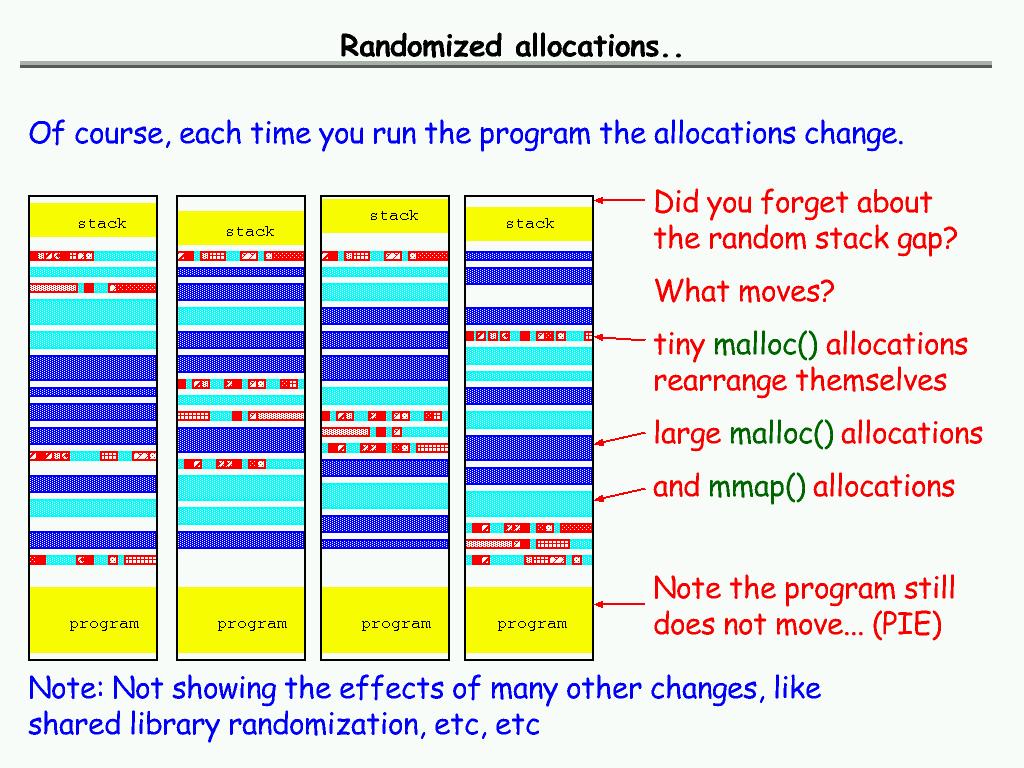 Randomized allocations..
Of course, each time you run the program the allocations change.
stack
stack
stack
stack
program
program
program
program
Did you forget about
the random stack gap?
What moves?
tiny malloc() allocations
rearrange themselves
large malloc() allocations
and mmap() allocations
Note the program still
does not move... (PIE)
Note: Not showing the effects of many other changes, like
shared library randomization, etc, etc